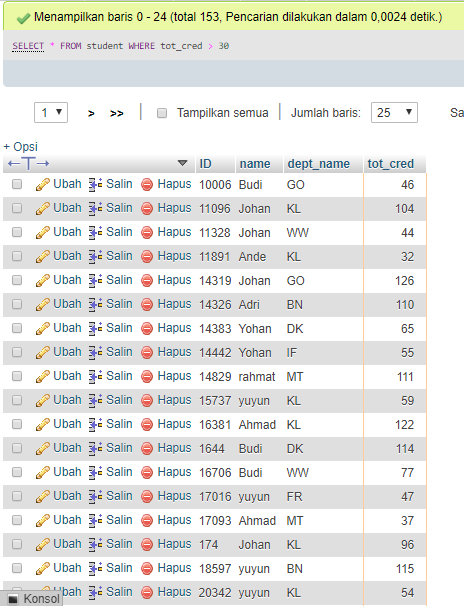 Menampilkan baris 0 - 24 (total 153, Pencarian dilakukan dalam 0,0024 detik.)
SELECT * FROM student WHERE tot_cred > 30
1 > >> Tampilkan semua Jumlah baris: 25 Sa
+ Opsi
ID name dept_name tot_cred
Ubah Salin Hapus 10006 Budi GO 46
Ubah Salin Hapus 11096 Johan KL 104
Ubah Salin Hapus 11328 Johan WW 44
Ubah Salin Hapus 11891 Ande KL 32
Ubah Salin Hapus 14319 Johan GO 126
Ubah Salin Hapus 14326 Adri BN 110
Ubah Salin Hapus 14383 Yohan DK 65
Ubah Salin Hapus 14442 Yohan IF 55
Ubah Salin Hapus 14829 rahmat MT 111
Ubah Salin Hapus 15737 yuyun KL 59
Ubah Salin Hapus 16381 Ahmad KL 122
Ubah Salin Hapus 1644 Budi DK 114
Ubah Salin Hapus 16706 Budi WW 77
Ubah Salin Hapus 17016 yuyun FR 47
Ubah Salin Hapus 17093 Ahmad MT 37
Ubah Salin Hapus 174 Johan KL 96
Ubah Salin Hapus 18597 yuyun BN 115
Ubah Salin Hapus 20342 yuyun KL 54
Konsol